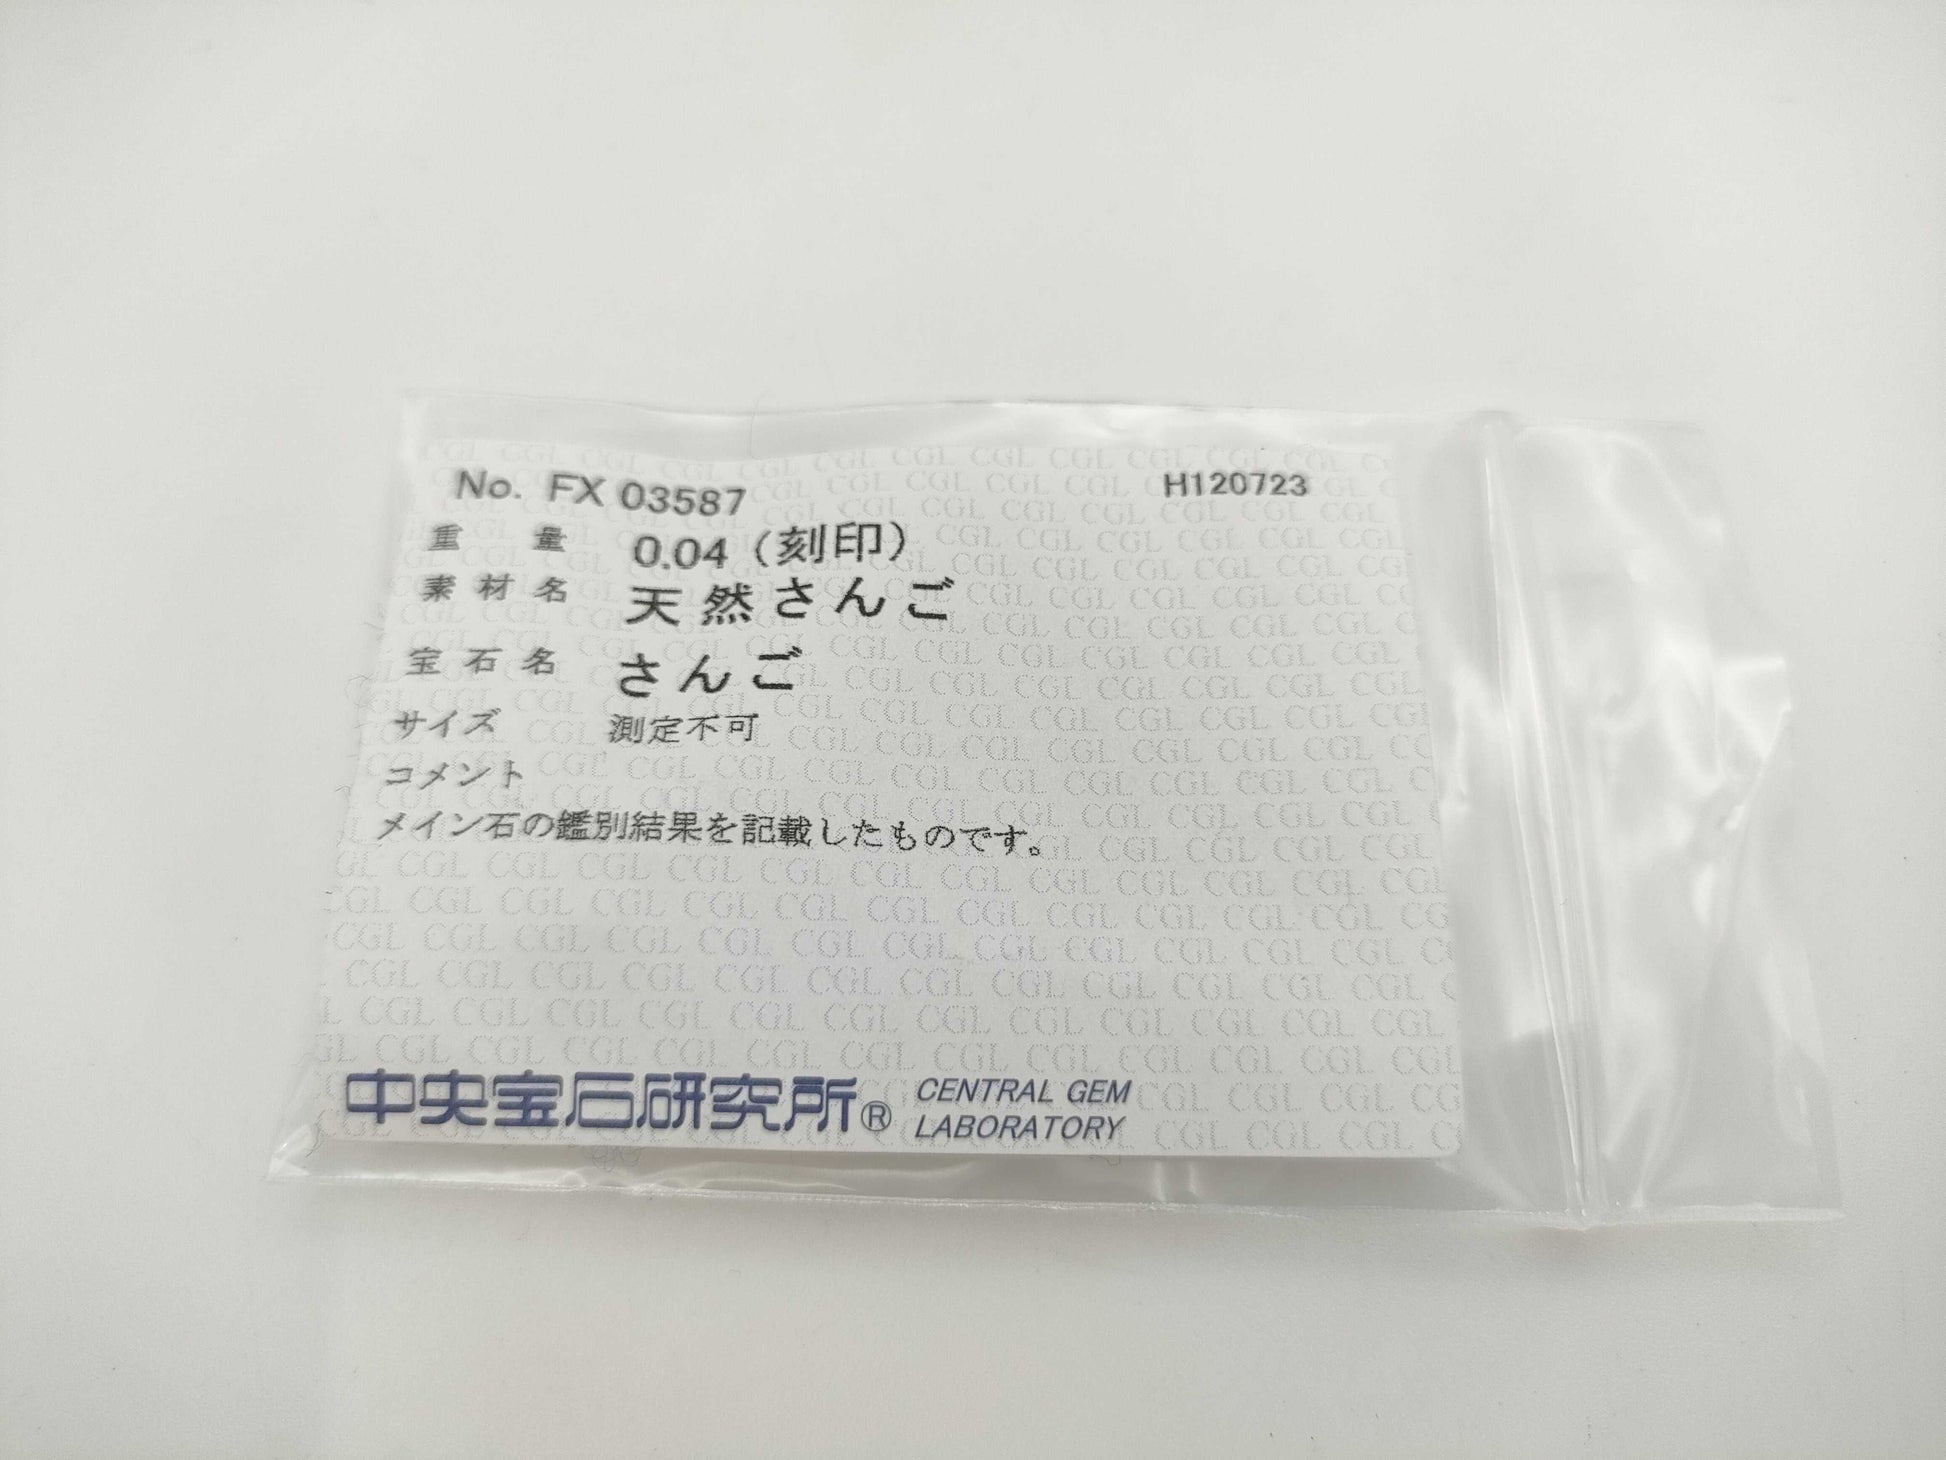 No. FX 03587
H120723
重量 0.04 (刻印)
素材名 天然さんご
宝石名 さんご
サイズ 測定不可
コメント
メイン石の鑑別結果を記載したものです。
中央宝石研究所® CENTRAL GEM
LABORATORY